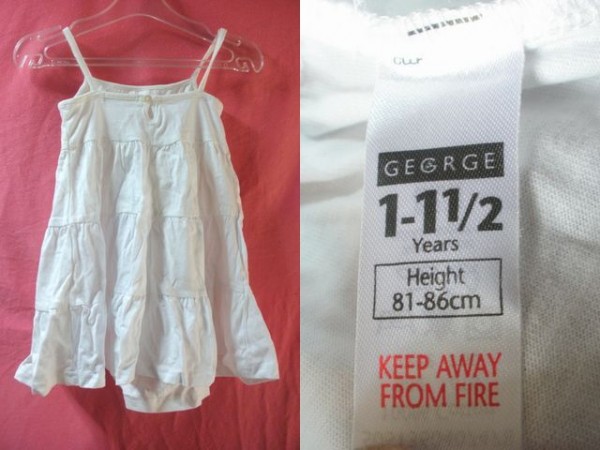 GEORGE
1-1½
Years
Height
81-86cm
KEEP AWAY
FROM FIRE